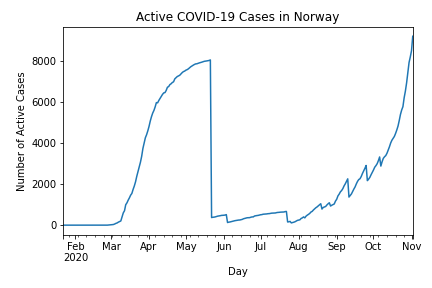 Active COVID-19 Cases in Norway
Number of Active Cases
8000
6000
4000
2000
0
Feb Mar Apr May Jun Jul Aug Sep Oct Nov
2020
Day